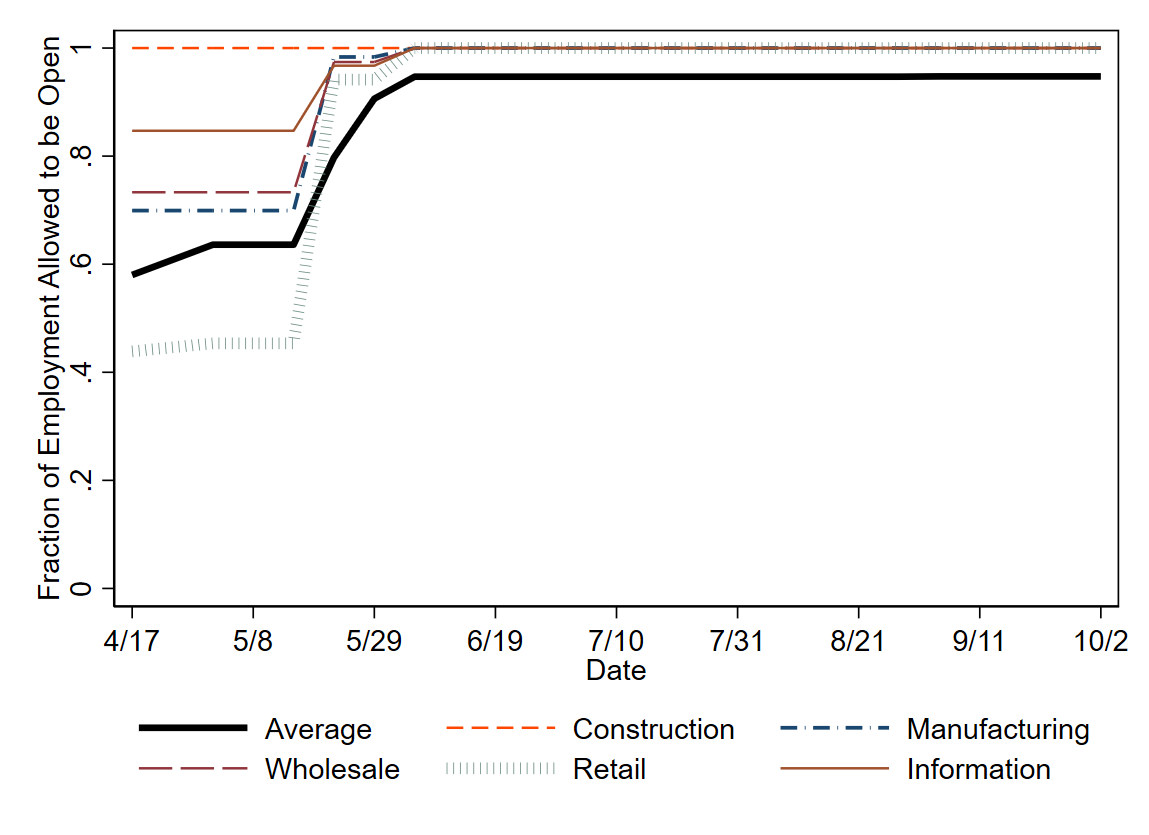 Fraction of Employment Allowed to be Open
1
.8
.6
.4
.2
0
4/17 5/8 5/29 6/19 7/10 7/31 8/21 9/11 10/2
Date
Average Construction Manufacturing
Wholesale Retail Information